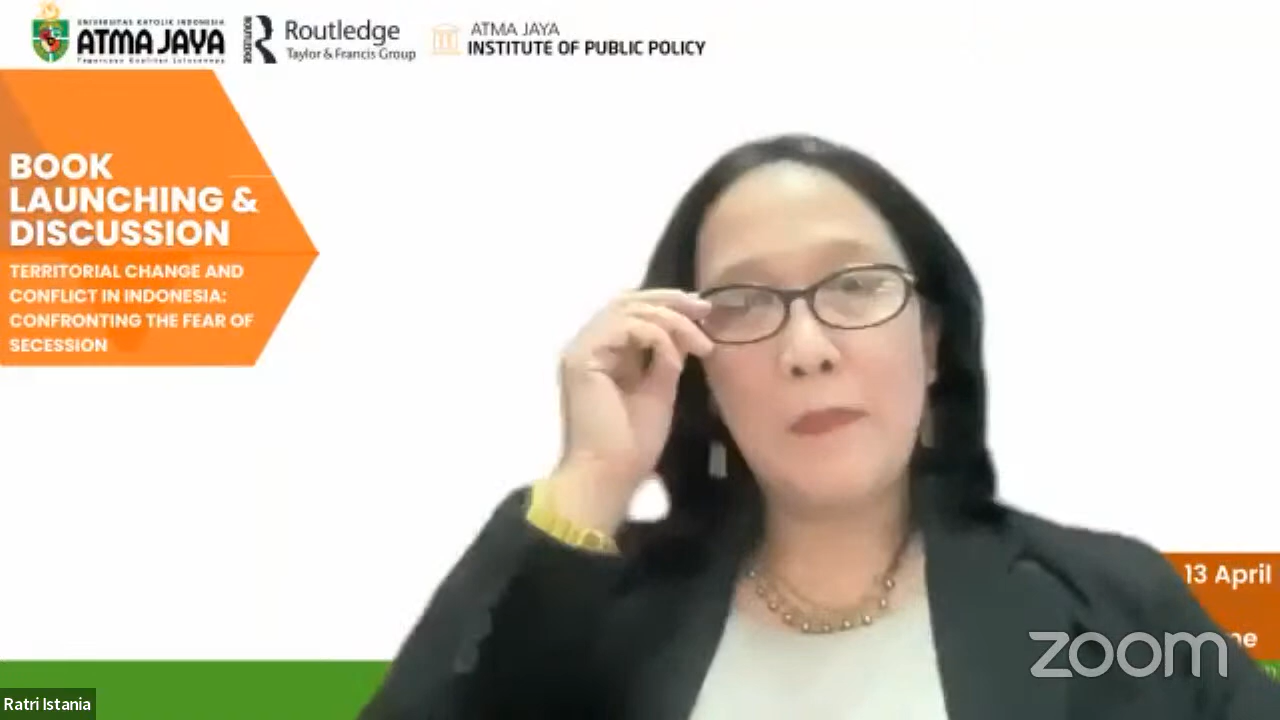 UNIVERSITAS KATOLIK INDONESIA
ATMA JAYA
ROUTLEDGE
Routledge
Taylor & Francis Group
ATMA JAYA
INSTITUTE OF PUBLIC POLICY
BOOK
LAUNCHING &
DISCUSSION
TERRITORIAL CHANGE AND
CONFLICT IN INDONESIA:
CONFRONTING THE FEAR OF
SECESSION
13 April
zoom
Ratri Istania